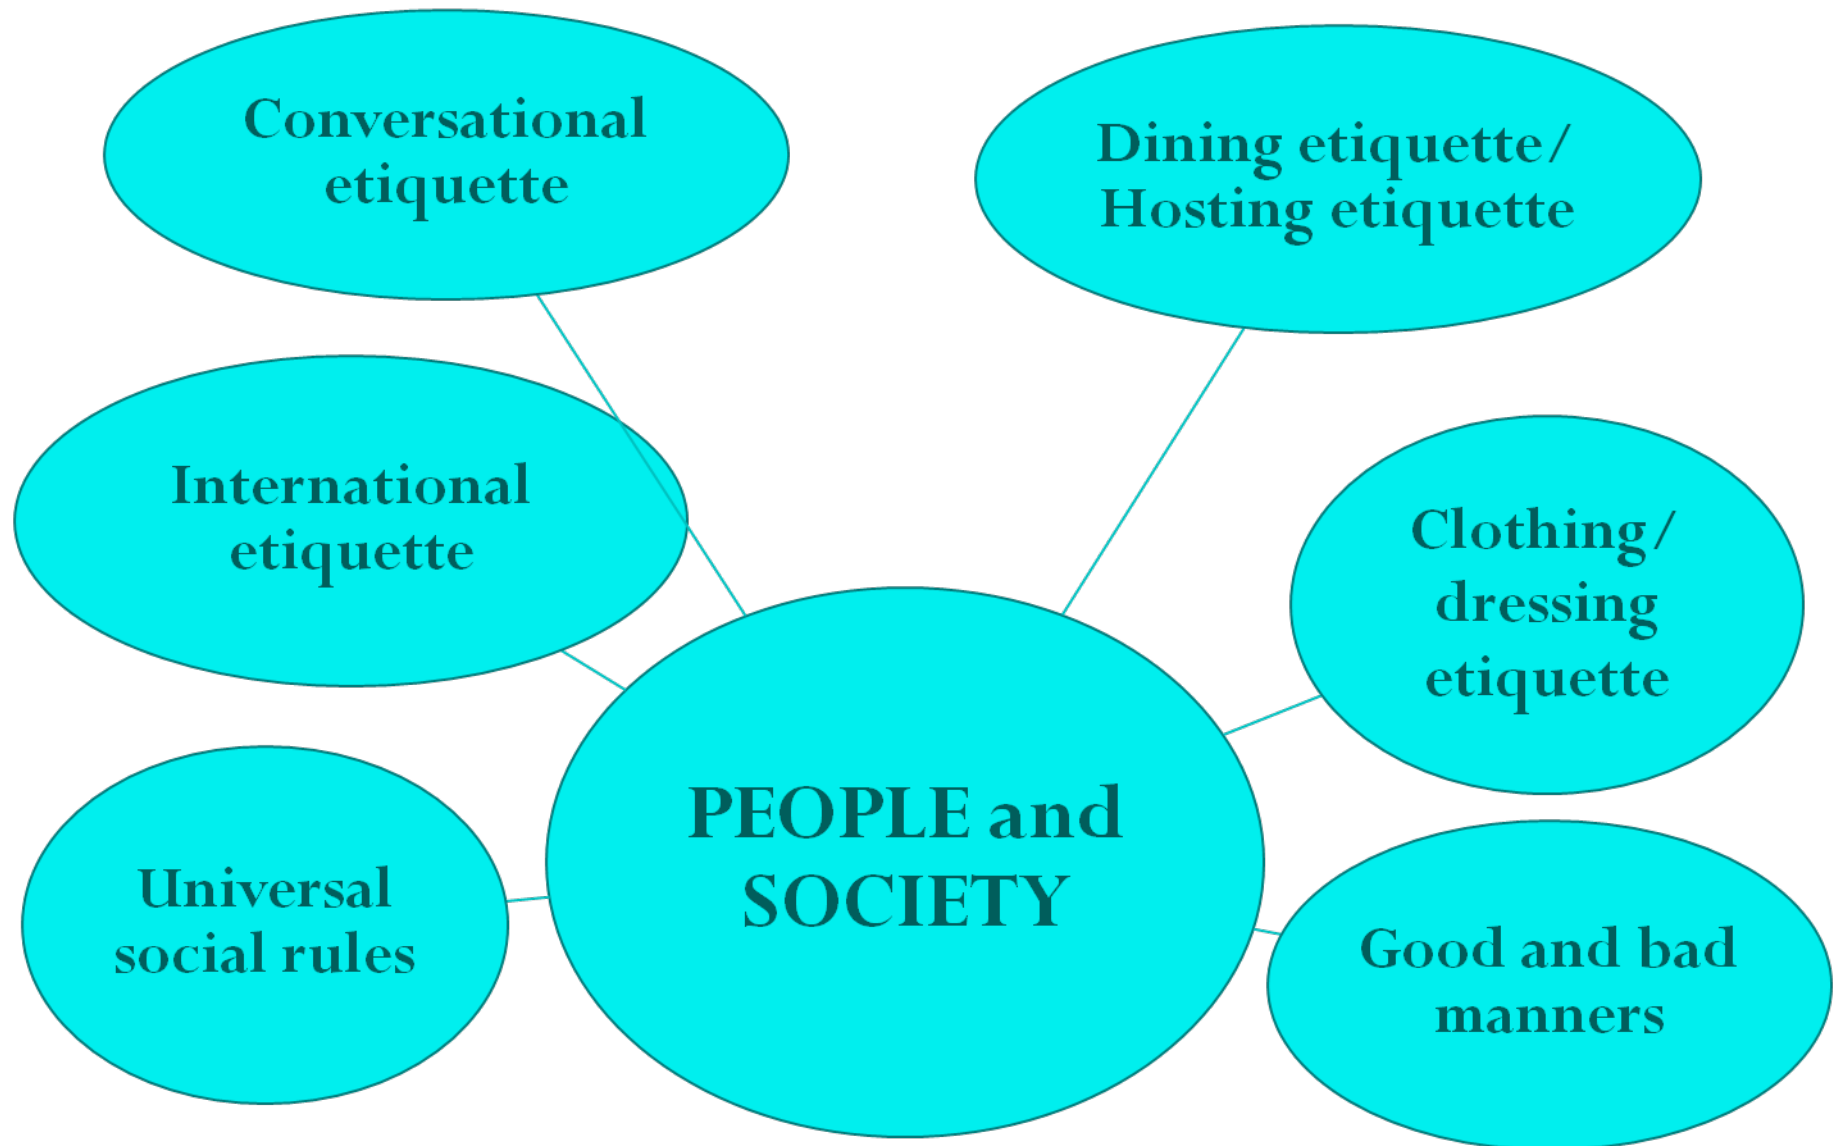 Conversational
etiquette
Dining etiquette/
Hosting etiquette
International
etiquette
Clothing/
dressing
etiquette
PEOPLE and
SOCIETY
Universal
social rules
Good and bad
manners